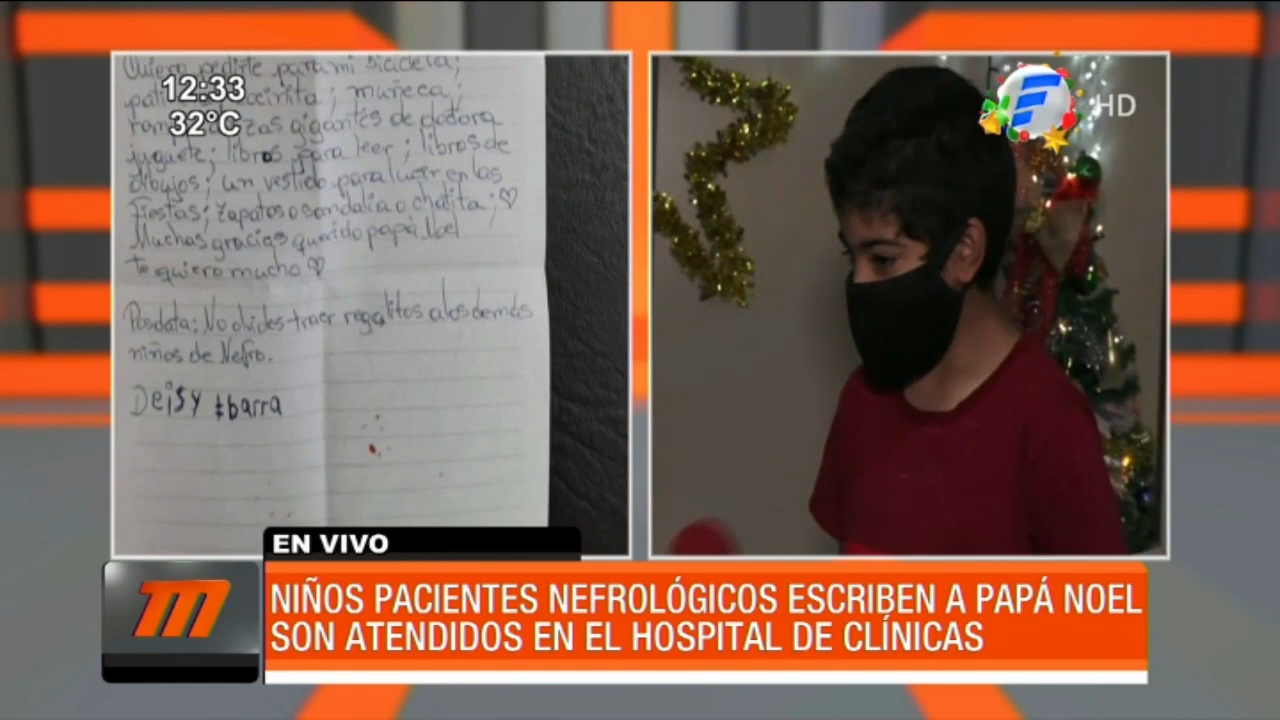 Quiero pedirte para mi bicicleta;
muñeca;
gigantes de doctora
juguete; libros para leer; libros de
dibujos; un vestido para lucir en las
fiestas; zapatos o sandalia o chatita; ♡
Muchas gracias querido papá Noel
te quiero mucho ♡
Posdata: No olvides traer regalitos a los demás
niños de Nefro.
Deisy Ibarra
12:33
32°C
HD
EN VIVO
m
NIÑOS PACIENTES NEFROLÓGICOS ESCRIBEN A PAPÁ NOEL
SON ATENDIDOS EN EL HOSPITAL DE CLÍNICAS